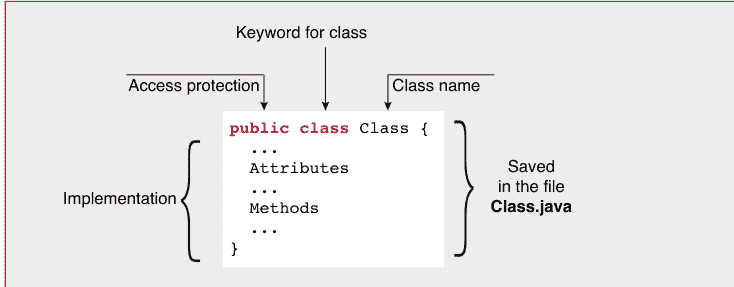 Keyword for class
Access protection
Class name
public class Class {
...
Attributes
...
Methods
...
}
Implementation
Saved
in the file
Class.java